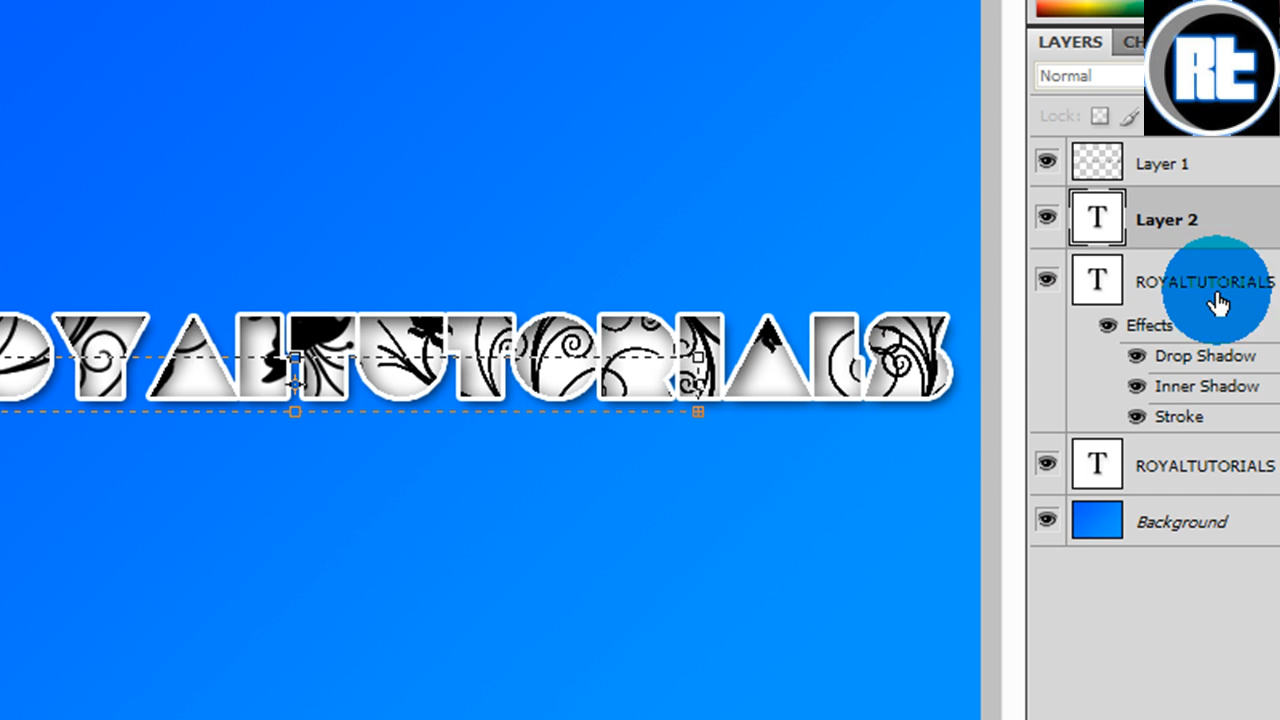 LAYERS CH
Rt
Normal
Lock:
Layer 1
T Layer 2
T ROYALTUTORIALS
Effects
Drop Shadow
Inner Shadow
Stroke
T ROYALTUTORIALS
Background
OYALTUTORIALS